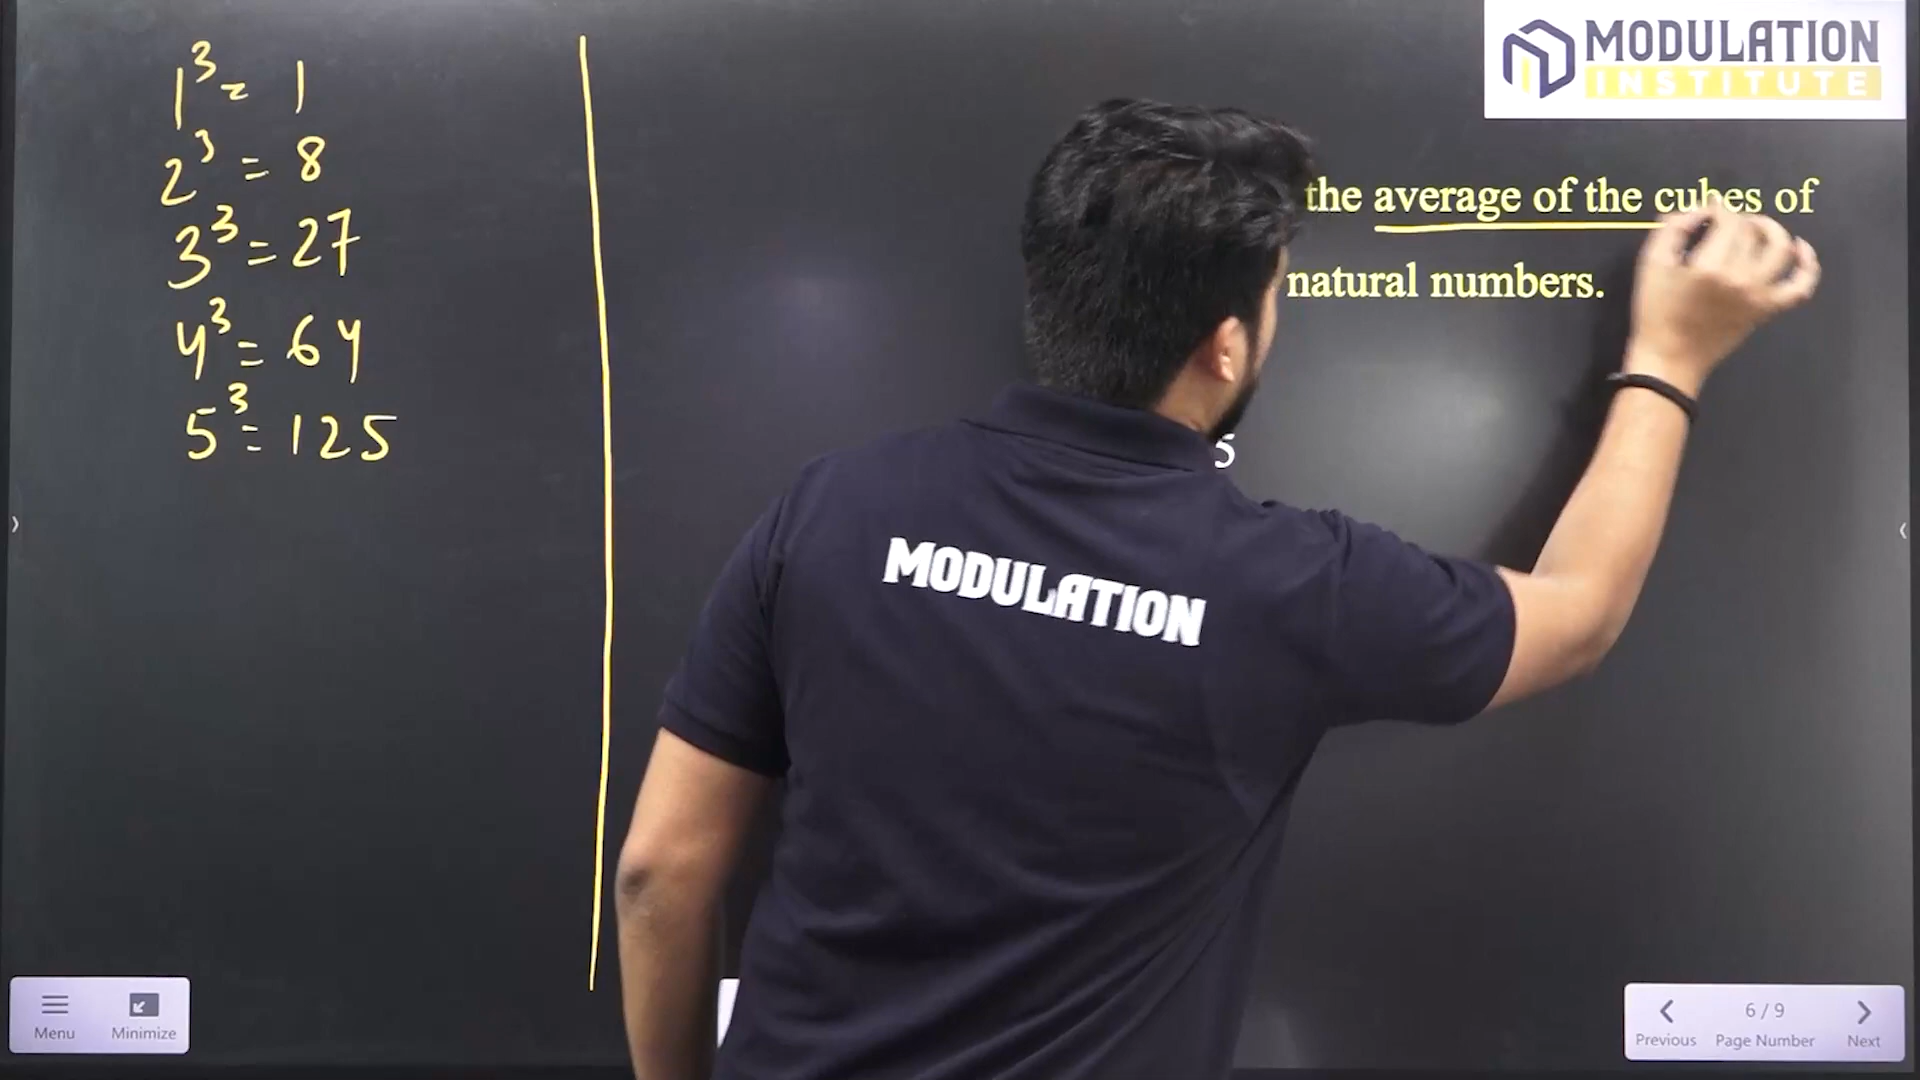 1³ = 1
2³ = 8
3³ = 27
4³ = 64
5³ = 125
MODULATION
INSTITUTE
the average of the cubes of
natural numbers.
5
MODULATION
Menu
Minimize
6 / 9
Previous
Page Number
Next